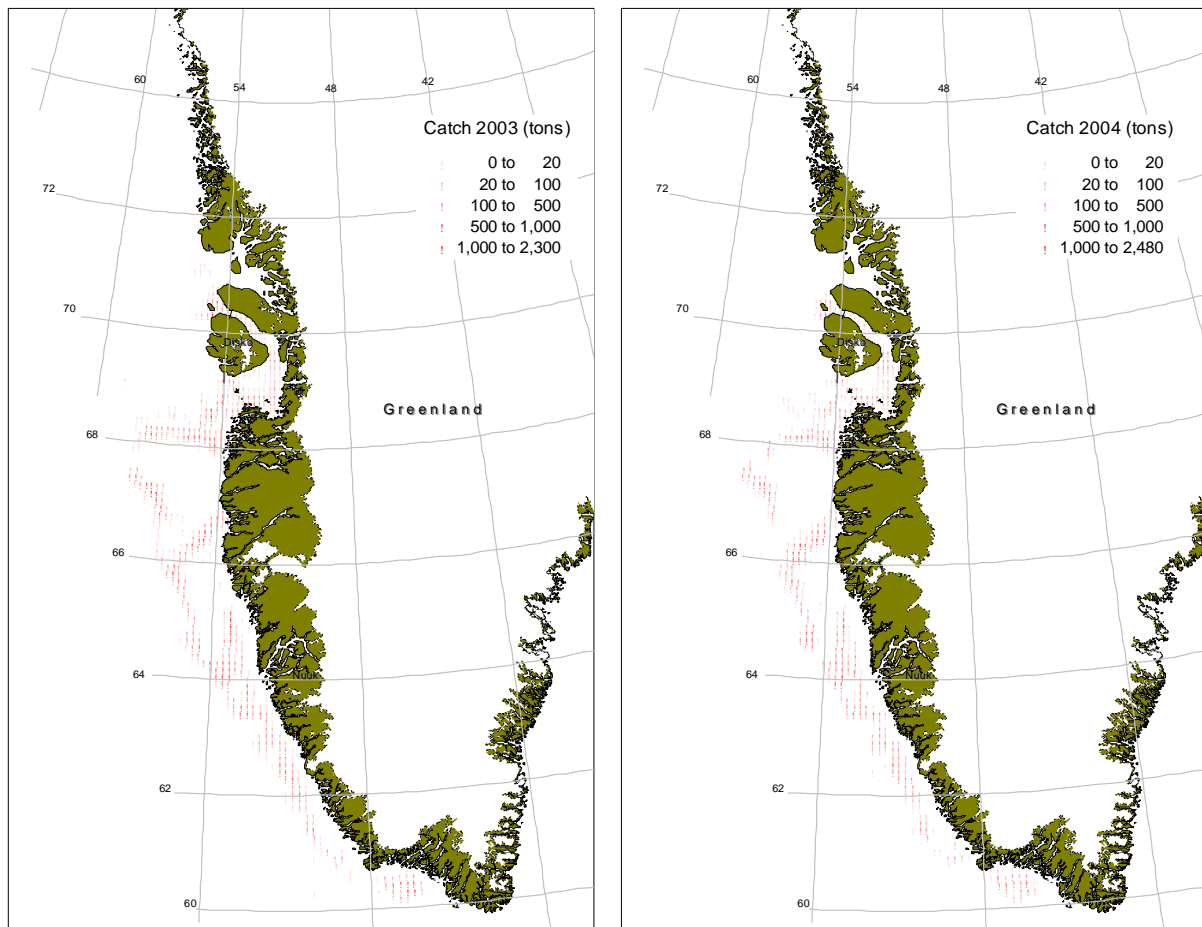 60
54
48
42
Catch 2003 (tons)
0 to 20
20 to 100
100 to 500
500 to 1,000
1,000 to 2,300
72
70
Disko
Greenland
68
66
64
Nuuk
62
60
60
54
48
42
Catch 2004 (tons)
0 to 20
20 to 100
100 to 500
500 to 1,000
1,000 to 2,480
72
70
Disko
Greenland
68
66
64
Nuuk
62
60